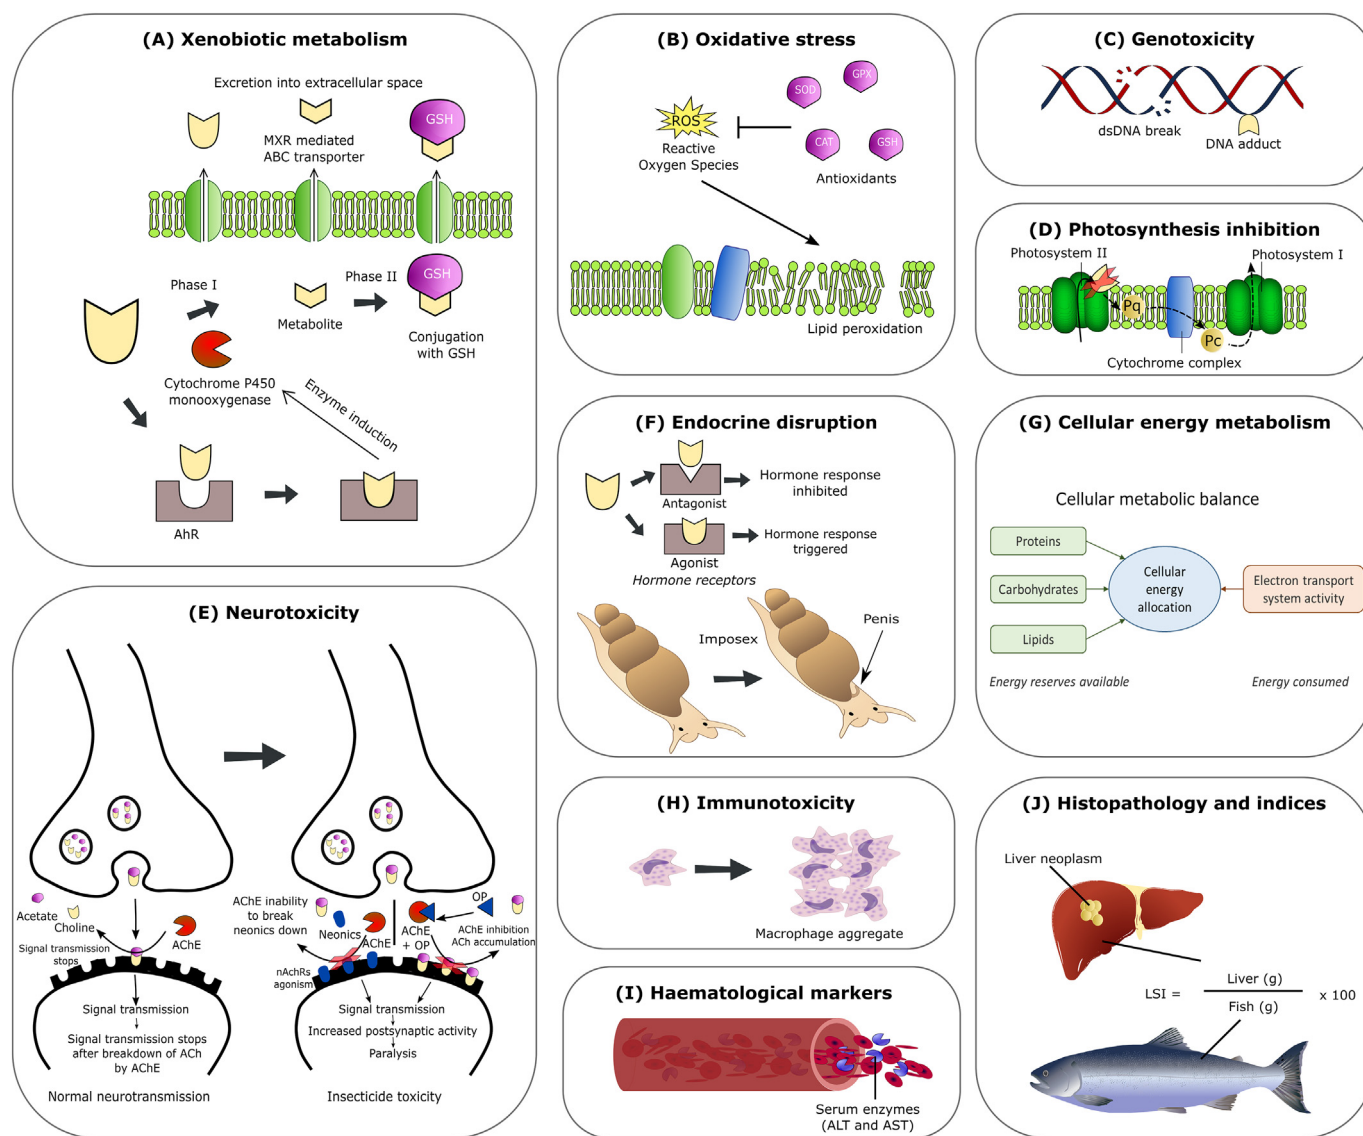 (A) Xenobiotic metabolism
Excretion into extracellular space
GSH
MXR mediated
ABC transporter
Phase I
Phase II
GSH
Metabolite
Conjugation
with GSH
Cytochrome P450
monooxygenase
Enzyme induction
AhR
(B) Oxidative stress
SOD
GPX
ROS
CAT
GSH
Reactive
Oxygen Species
Antioxidants
Lipid peroxidation
(C) Genotoxicity
dsDNA break
DNA adduct
(D) Photosynthesis inhibition
Photosystem II
Photosystem I
Pq
Pc
Cytochrome complex
(E) Neurotoxicity
Acetate
Choline
AChE
Signal transmission
stops
Signal transmission
Signal transmission stops
after breakdown of ACh
by AChE
Normal neurotransmission
AChE inability
to break
neonics down
Neonics
AChE
AChE
+ OP
OP
AChE inhibition
ACh accumulation
nAchRs
agonism
Signal transmission
Increased postsynaptic activity
Paralysis
Insecticide toxicity
(F) Endocrine disruption
Antagonist
Hormone response
inhibited
Agonist
Hormone response
triggered
Hormone receptors
Imposex
Penis
(G) Cellular energy metabolism
Cellular metabolic balance
Proteins
Carbohydrates
Lipids
Cellular
energy
allocation
Electron transport
system activity
Energy reserves available
Energy consumed
(H) Immunotoxicity
Macrophage aggregate
(I) Haematological markers
Serum enzymes
(ALT and AST)
(J) Histopathology and indices
Liver neoplasm
LSI =
Liver (g)
Fish (g)
x 100